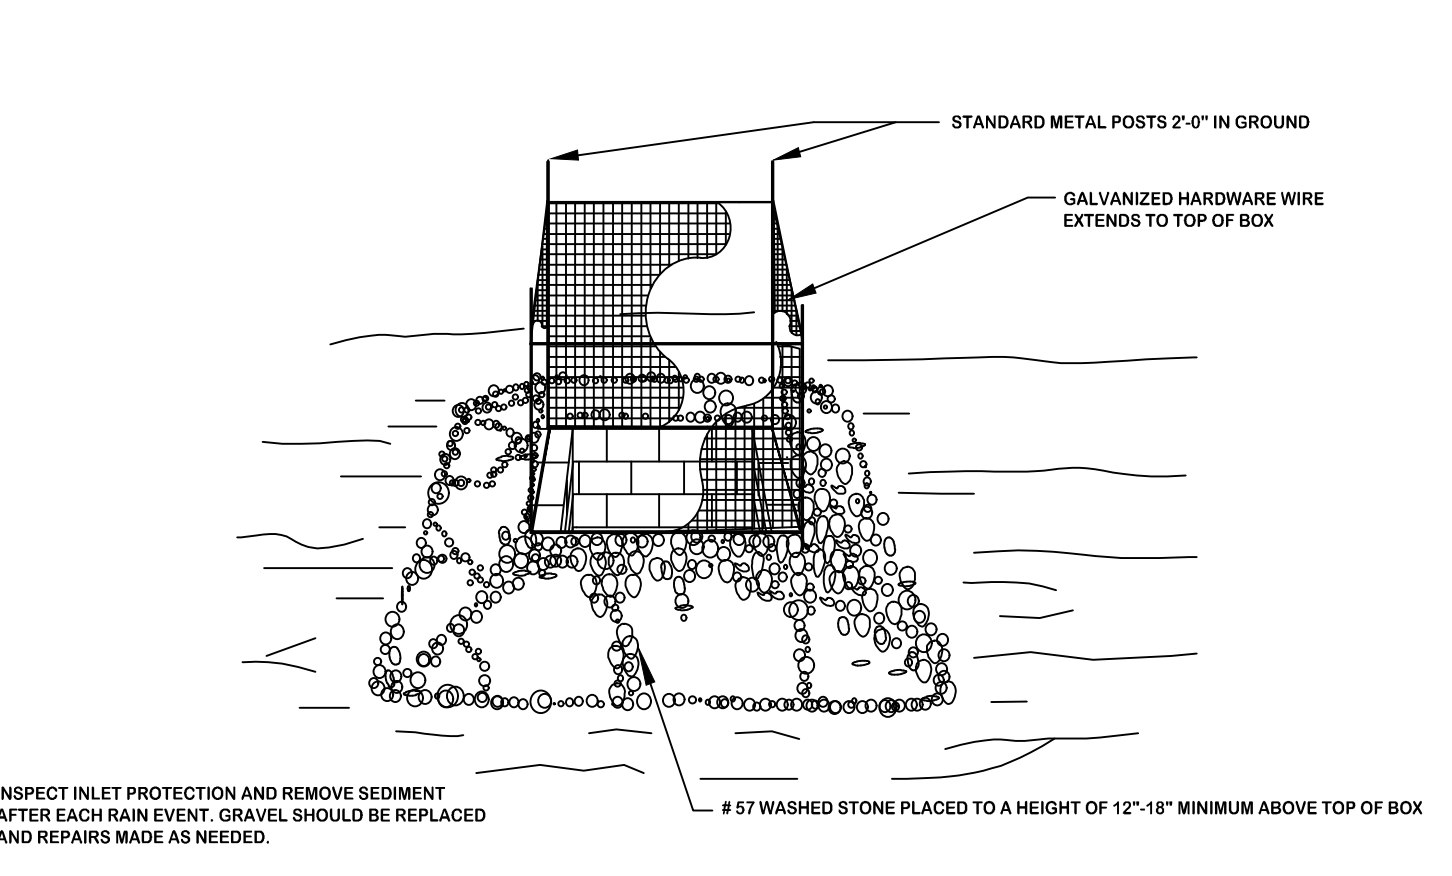 STANDARD METAL POSTS 2'-0" IN GROUND
GALVANIZED HARDWARE WIRE
EXTENDS TO TOP OF BOX
NSPECT INLET PROTECTION AND REMOVE SEDIMENT
AFTER EACH RAIN EVENT. GRAVEL SHOULD BE REPLACED
AND REPAIRS MADE AS NEEDED.
# 57 WASHED STONE PLACED TO A HEIGHT OF 12"-18" MINIMUM ABOVE TOP OF BOX